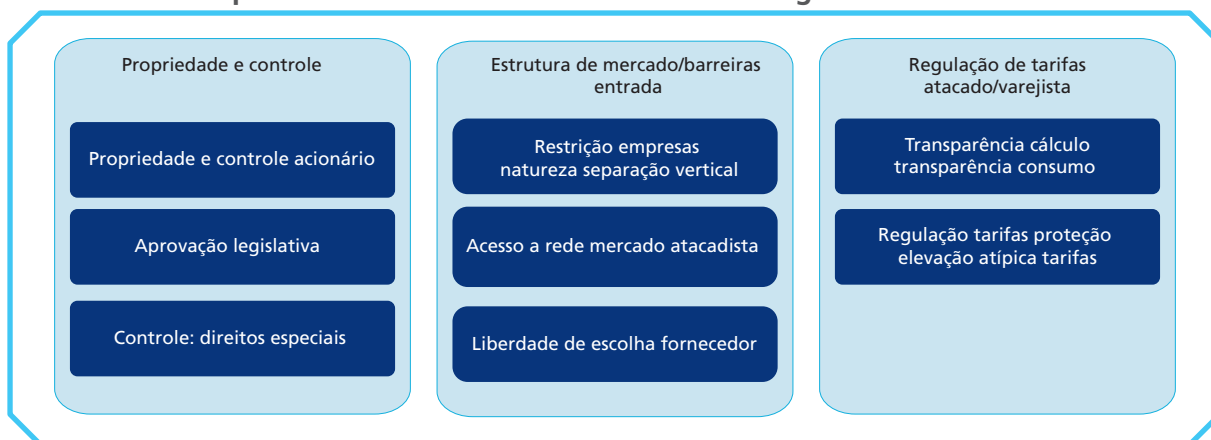 Propriedade e controle
Propriedade e controle acionário
Aprovação legislativa
Controle: direitos especiais
Estrutura de mercado/barreiras
entrada
Restrição empresas
natureza separação vertical
Acesso a rede mercado atacadista
Liberdade de escolha fornecedor
Regulação de tarifas
atacado/varejista
Transparência cálculo
transparência consumo
Regulação tarifas proteção
elevação atípica tarifas